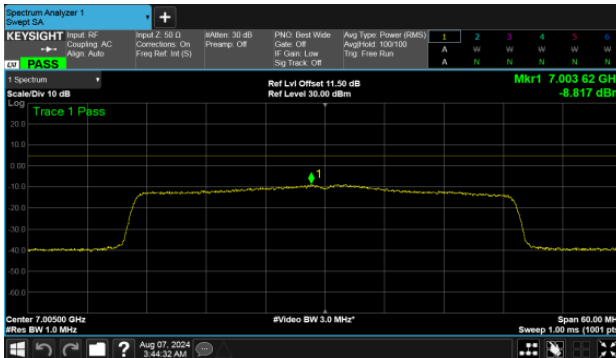 Spectrum Analyzer 1
Swept SA
KEYSIGHT
Input: RF
Coupling: AC
Align: Auto
Input Z: 50 Ω
Corrections: On
Freq Ref: Int (S)
#Atten: 30 dB
Preamp: Off
PNO: Best Wide
Gate: Off
IF Gain: Low
Sig Track: Off
Avg Type: Power (RMS)
Avg|Hold: 100/100
Trig: Free Run
1 2 3 4 5 6
A W W W W W
A N N N N N
LXI PASS
1 Spectrum
Scale/Div 10 dB
Ref Lvl Offset 11.50 dB
Ref Level 30.00 dBm
Mkr1 7.003 62 GH
-8.817 dBr
Log
Trace 1 Pass
20.0
10.0
0.00
-10.0
-20.0
-30.0
-40.0
-50.0
-60.0
1
Center 7.00500 GHz
#Res BW 1.0 MHz
#Video BW 3.0 MHz*
Span 60.00 MH
Sweep 1.00 ms (1001 pts
Aug 07, 2024
3:44:32 AM